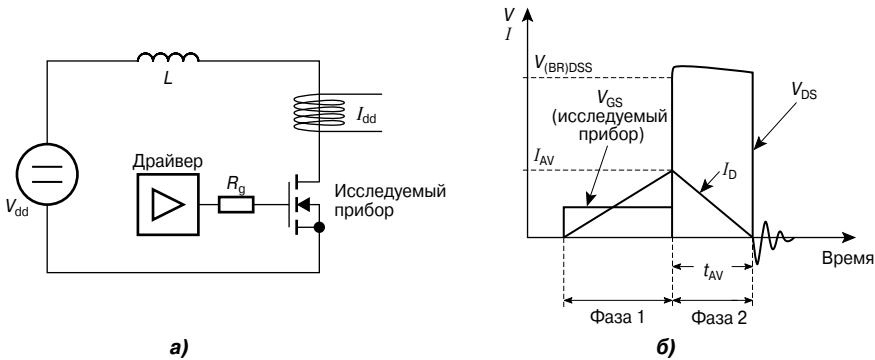 L
I_dd
Драйвер
R_g
Исследуемый
прибор
V_dd
а)
V
I
V_(BR)DSS
V_GS
(исследуемый
прибор)
V_DS
I_AV
I_D
Время
t_AV
Фаза 1
Фаза 2
б)